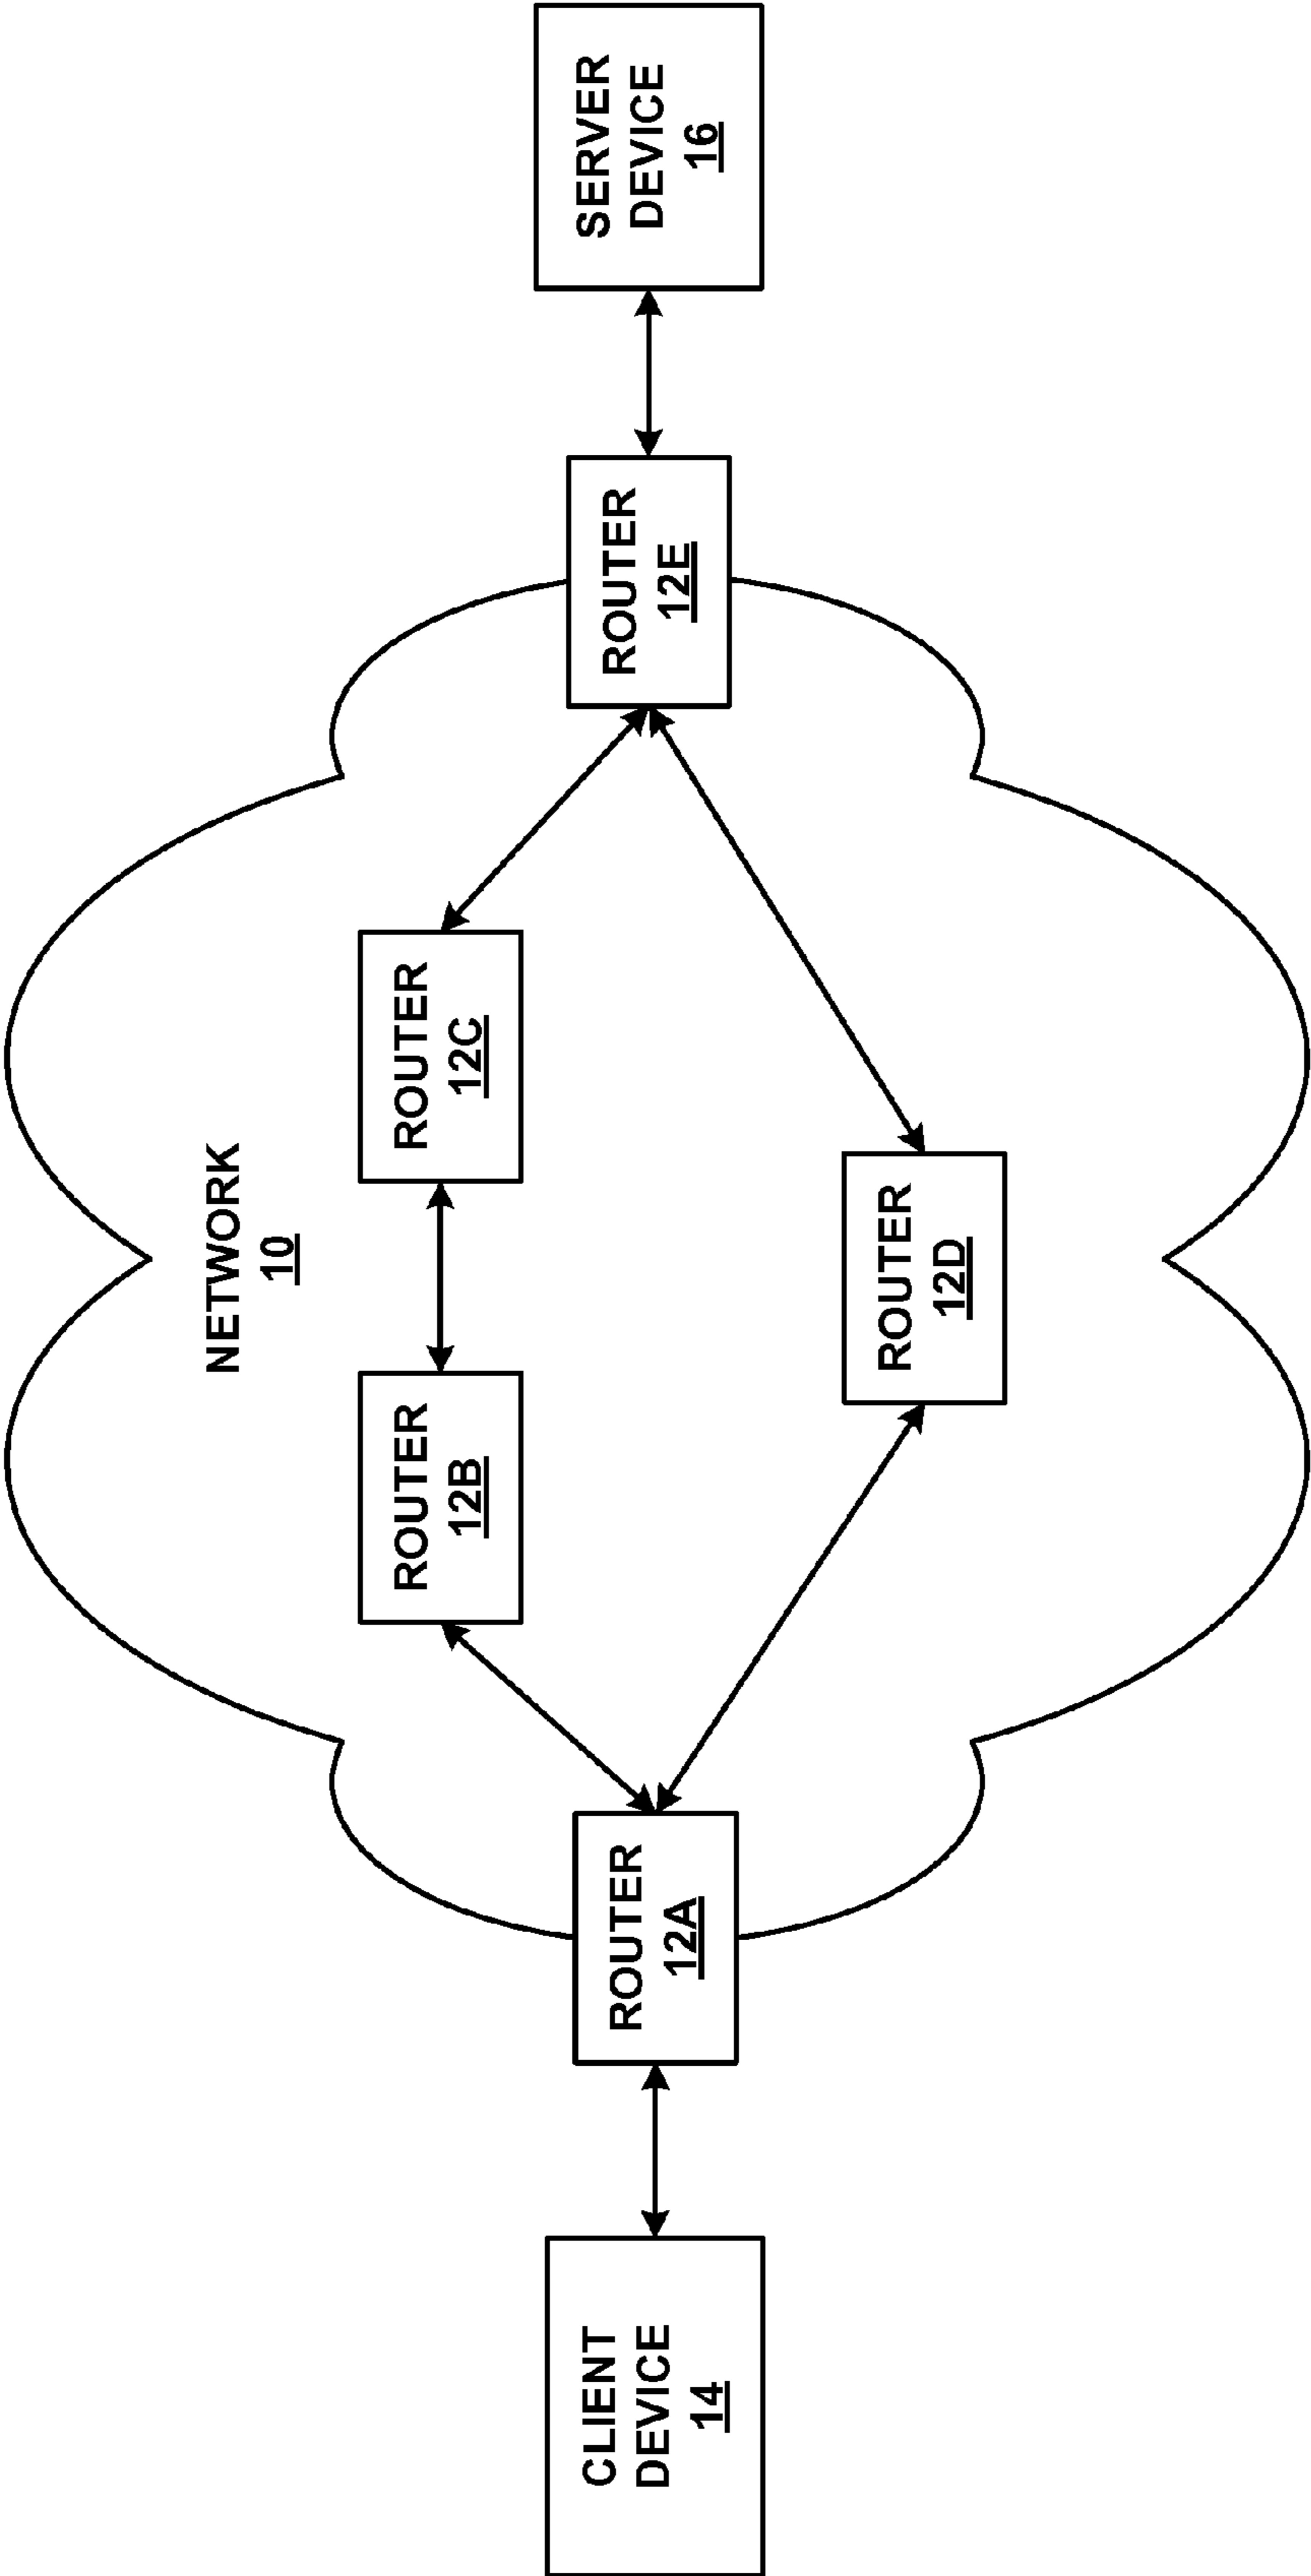 NETWORK
10
ROUTER
12B
ROUTER
12C
CLIENT
DEVICE
14
ROUTER
12A
ROUTER
12E
SERVER
DEVICE
16
ROUTER
12D